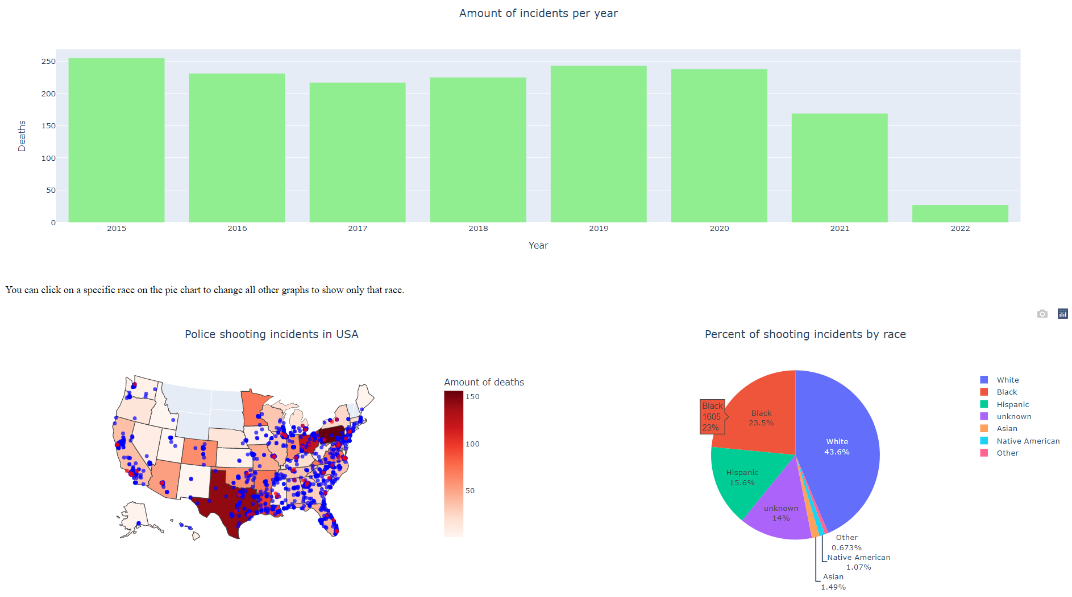 Amount of incidents per year
250
200
150
100
50
0
Deaths
2015 2016 2017 2018 2019 2020 2021 2022
Year
You can click on a specific race on the pie chart to change all other graphs to show only that race.
Police shooting incidents in USA
Amount of deaths
150
100
50
Percent of shooting incidents by race
Black
1605
23%
Black
23.5%
White
43.6%
Hispanic
15.6%
unknown
14%
Other
0.673%
Native American
1.07%
Asian
1.49%
White
Black
Hispanic
unknown
Asian
Native American
Other